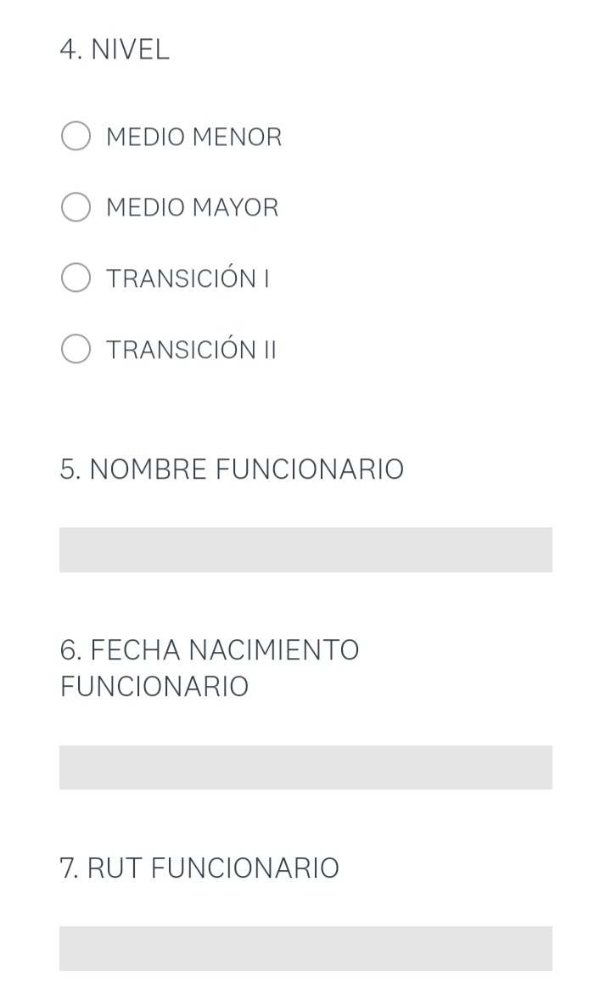 4. NIVEL
MEDIO MENOR
MEDIO MAYOR
TRANSICIÓN I
TRANSICIÓN II
5. NOMBRE FUNCIONARIO
6. FECHA NACIMIENTO
FUNCIONARIO
7. RUT FUNCIONARIO